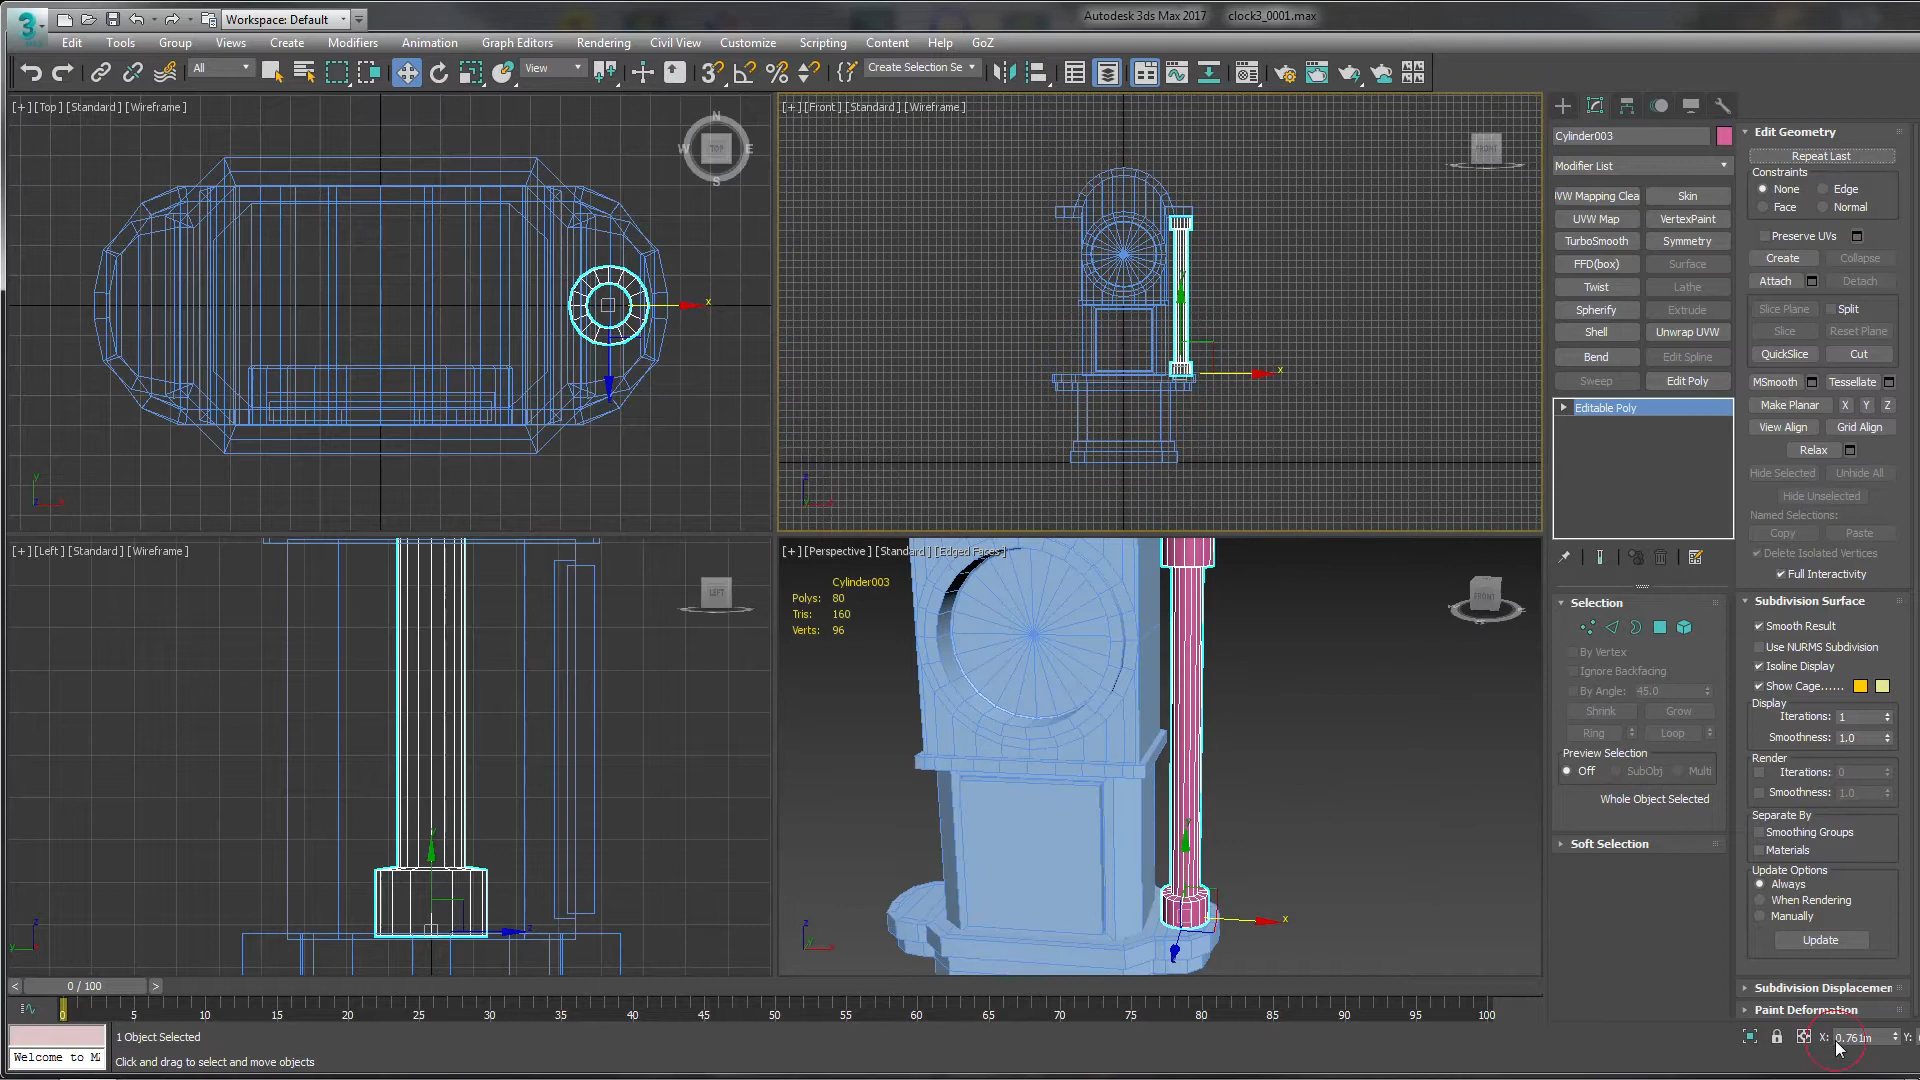 Workspace: Default
Autodesk 3ds Max 2017 clock3_0001.max
Edit Tools Group Views Create Modifiers Animation Graph Editors Rendering Civil View Customize Scripting Content Help GoZ
All View Create Selection Se
[+] [Top] [Standard] [Wireframe]
[+] [Front] [Standard] [Wireframe]
N
W TOP E
S
FRONT
x
x
y
x
z
x
[+] [Left] [Standard] [Wireframe]
[+] [Perspective] [Standard] [Edged Faces]
LEFT
FRONT
Cylinder003
Polys: 80
Tris: 160
Verts: 96
y
z
y
x
z
x
Cylinder003
Modifier List
UVW Mapping Clea Skin
UVW Map VertexPaint
TurboSmooth Symmetry
FFD(box) Surface
Twist Lathe
Spherify Extrude
Shell Unwrap UVW
Bend Edit Spline
Sweep Edit Poly
Editable Poly
Selection
By Vertex
Ignore Backfacing
By Angle: 45.0
Shrink Grow
Ring Loop
Preview Selection
Off SubObj Multi
Whole Object Selected
Soft Selection
Edit Geometry
Repeat Last
Constraints
None Edge
Face Normal
Preserve UVs
Create Collapse
Attach Detach
Slice Plane Split
Slice Reset Plane
QuickSlice Cut
MSmooth Tessellate
Make Planar X Y Z
View Align Grid Align
Relax
Hide Selected Unhide All
Hide Unselected
Named Selections:
Copy Paste
Delete Isolated Vertices
Full Interactivity
Subdivision Surface
Smooth Result
Use NURMS Subdivision
Isoline Display
Show Cage......
Display
Iterations: 1
Smoothness: 1.0
Render
Iterations: 0
Smoothness: 1.0
Separate By
Smoothing Groups
Materials
Update Options
Always
When Rendering
Manually
Update
Subdivision Displacemen
Paint Deformation
< 0 / 100 >
0 5 10 15 20 25 30 35 40 45 50 55 60 65 70 75 80 85 90 95 100
1 Object Selected
Welcome to M
Click and drag to select and move objects
X: 0.761m Y: